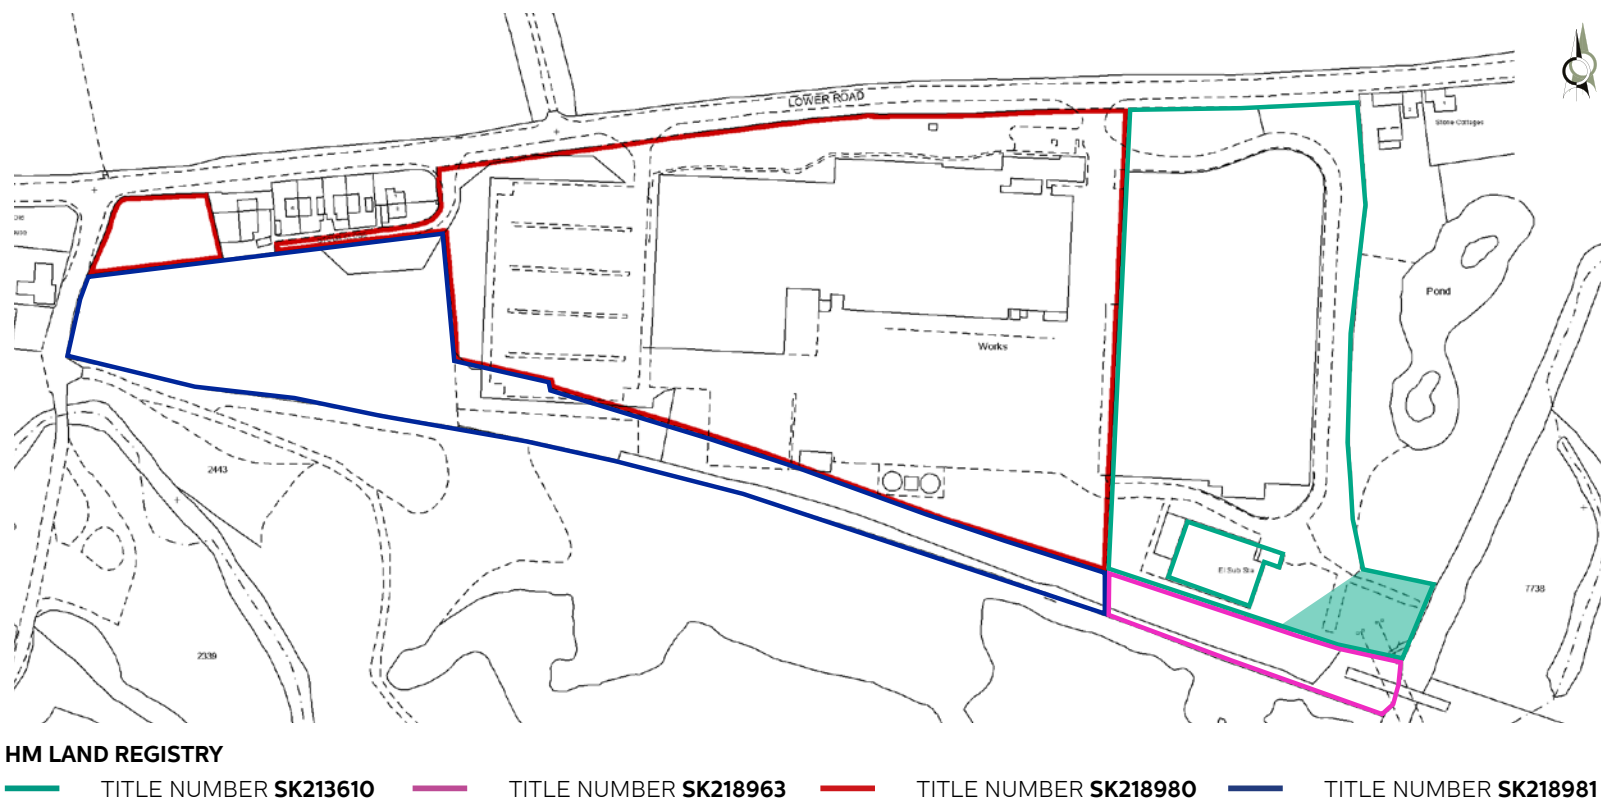 LOWER ROAD
Stone Cottages
Pond
Works
2443
El Sub Sta
7738
2339
HM LAND REGISTRY
TITLE NUMBER SK213610 TITLE NUMBER SK218963 TITLE NUMBER SK218980 TITLE NUMBER SK218981